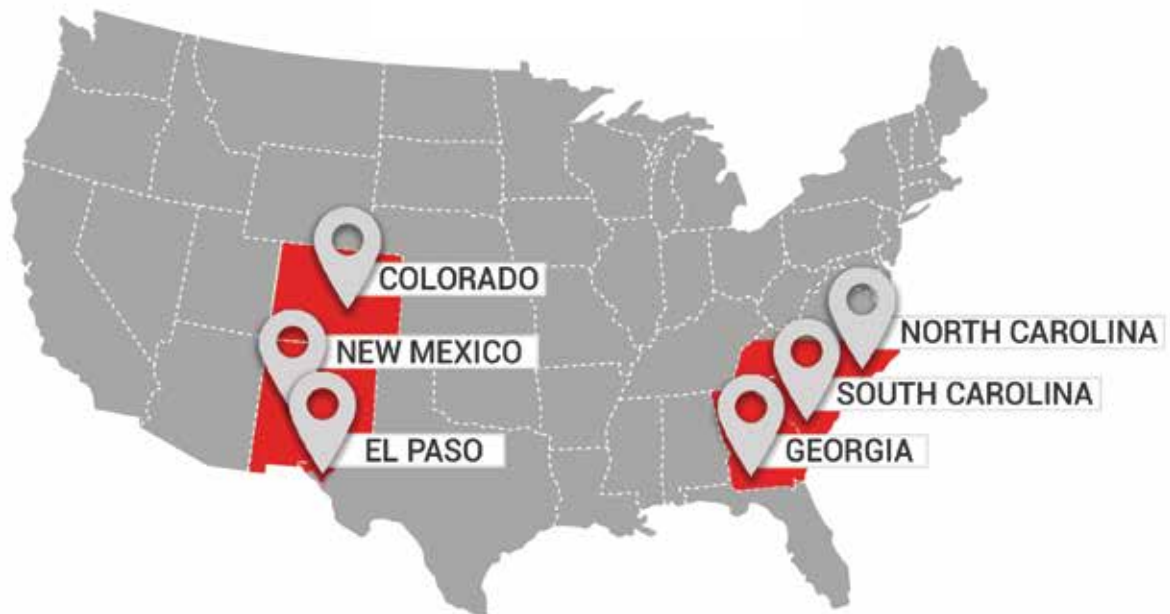 COLORADO
NORTH CAROLINA
NEW MEXICO
SOUTH CAROLINA
EL PASO
GEORGIA